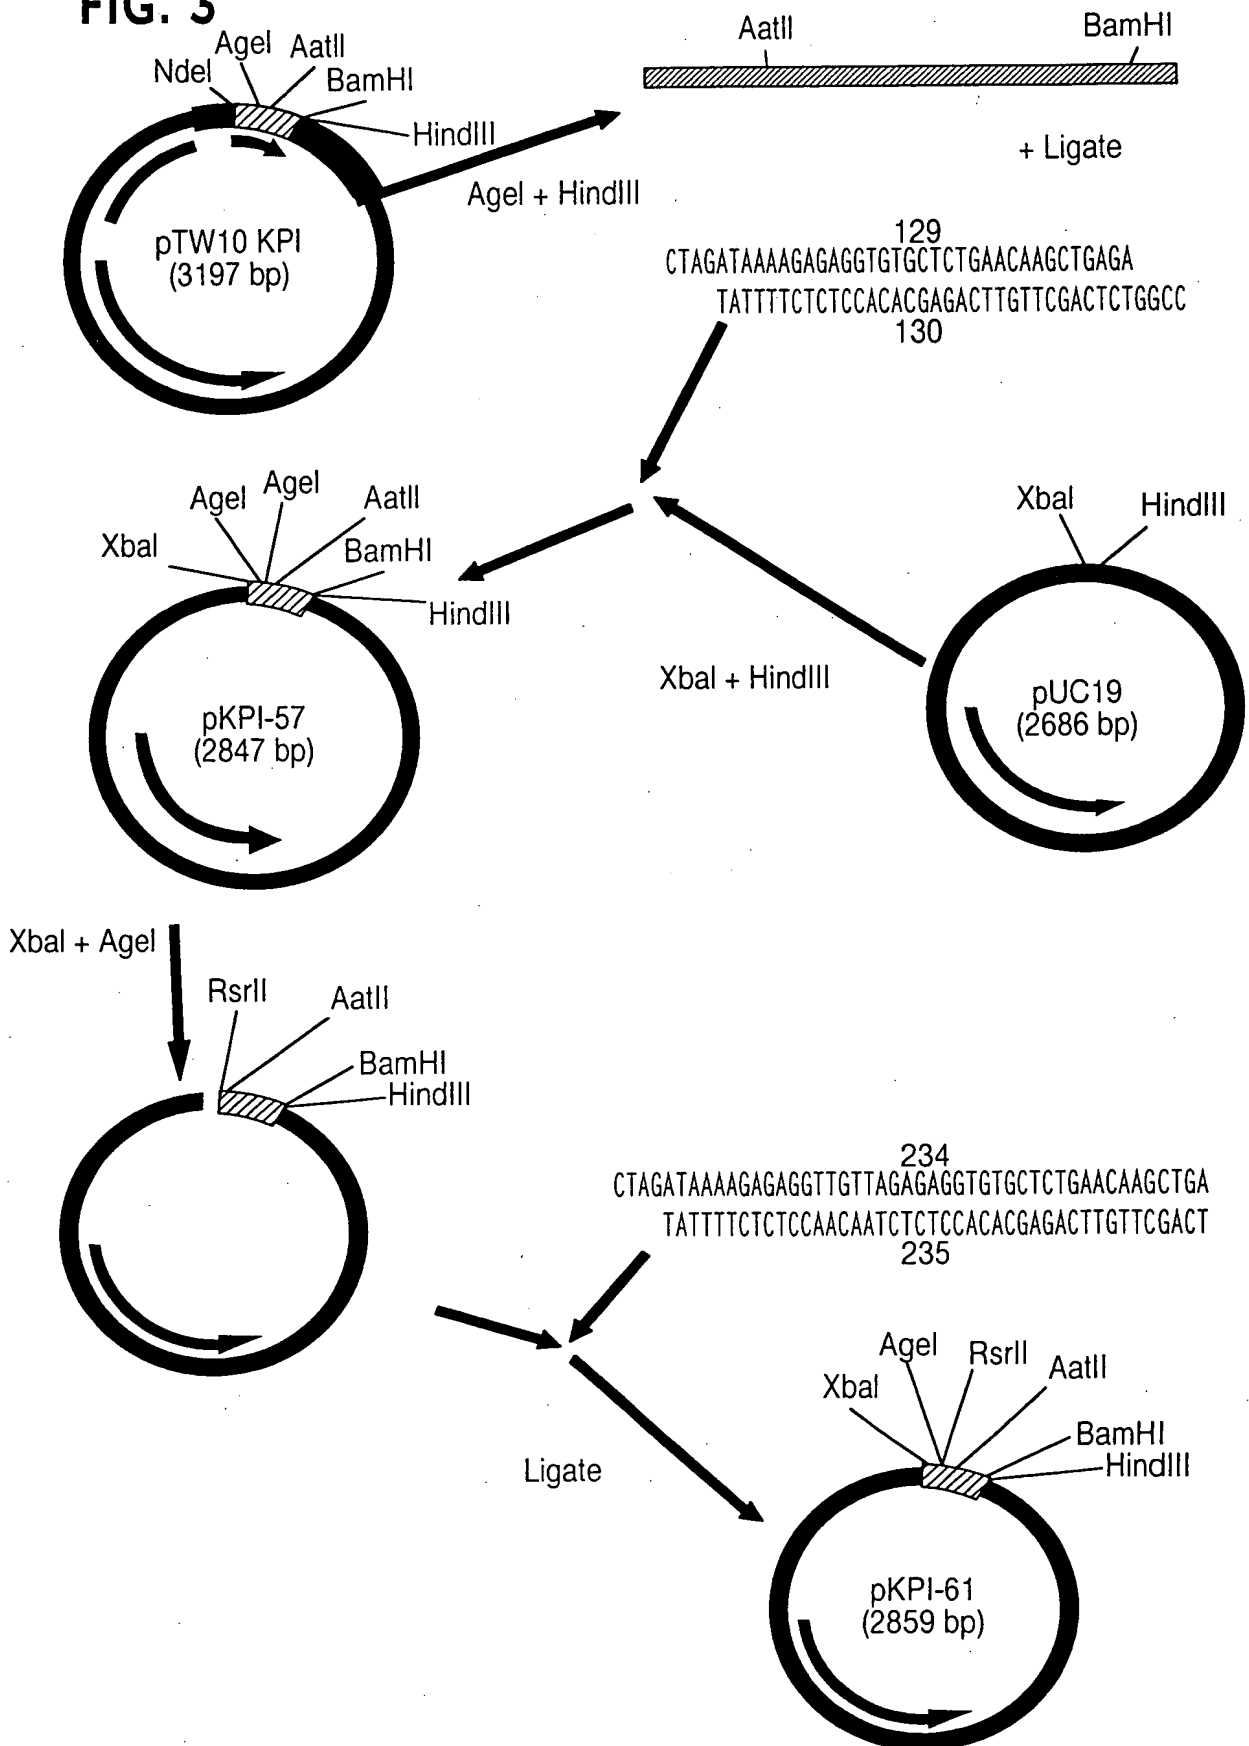 FIG. 3
AgeI
AatII
NdeI
BamHI
HindIII
pTW10 KPI
(3197 bp)
AgeI + HindIII
AatII
BamHI
+ Ligate
129
CTAGATAAAAGAGAGGTGTGCTCTGAACAAGCTGAGA
TATTTTCTCTCCACACGAGACTTGTTCGACTCTGGCC
130
AgeI
AgeI
AatII
XbaI
BamHI
HindIII
pKPI-57
(2847 bp)
XbaI
HindIII
XbaI + HindIII
pUC19
(2686 bp)
XbaI + AgeI
RsrII
AatII
BamHI
HindIII
234
CTAGATAAAAGAGAGGTTGTTAGAGAGGTGTGCTCTGAACAAGCTGA
TATTTTCTCTCCAACAATCTCTCCACACGAGACTTGTTCGACT
235
Ligate
AgeI
RsrII
AatII
XbaI
BamHI
HindIII
pKPI-61
(2859 bp)